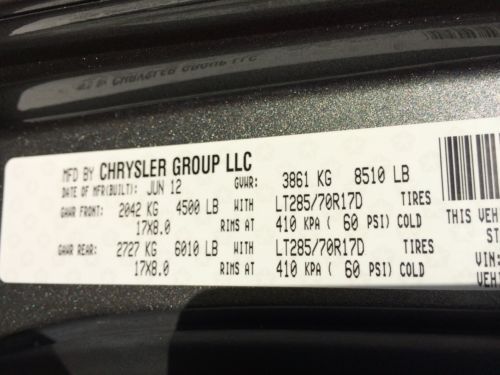 MFD BY CHRYSLER GROUP LLC
DATE OF MFR(BUILT): JUN 12 GVWR: 3861 KG 8510 LB
GAWR FRONT: 2042 KG 4500 LB WITH LT285/70R17D TIRES
17X8.0 RIMS AT 410 KPA ( 60 PSI) COLD
GAWR REAR: 2727 KG 6010 LB WITH LT285/70R17D TIRES
17X8.0 RIMS AT 410 KPA ( 60 PSI) COLD
THIS VEH
ST
VIN:
VEH